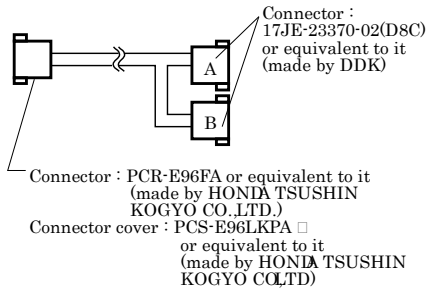 Connector :
17JE-23370-02(D8C)
or equivalent to it
(made by DDK)
A
B
Connector : PCR-E96FA or equivalent to it
(made by HONDA TSUSHIN
KOGYO CO.,LTD.)
Connector cover : PCS-E96LKPA □
or equivalent to it
(made by HONDA TSUSHIN
KOGYO CO,LTD)